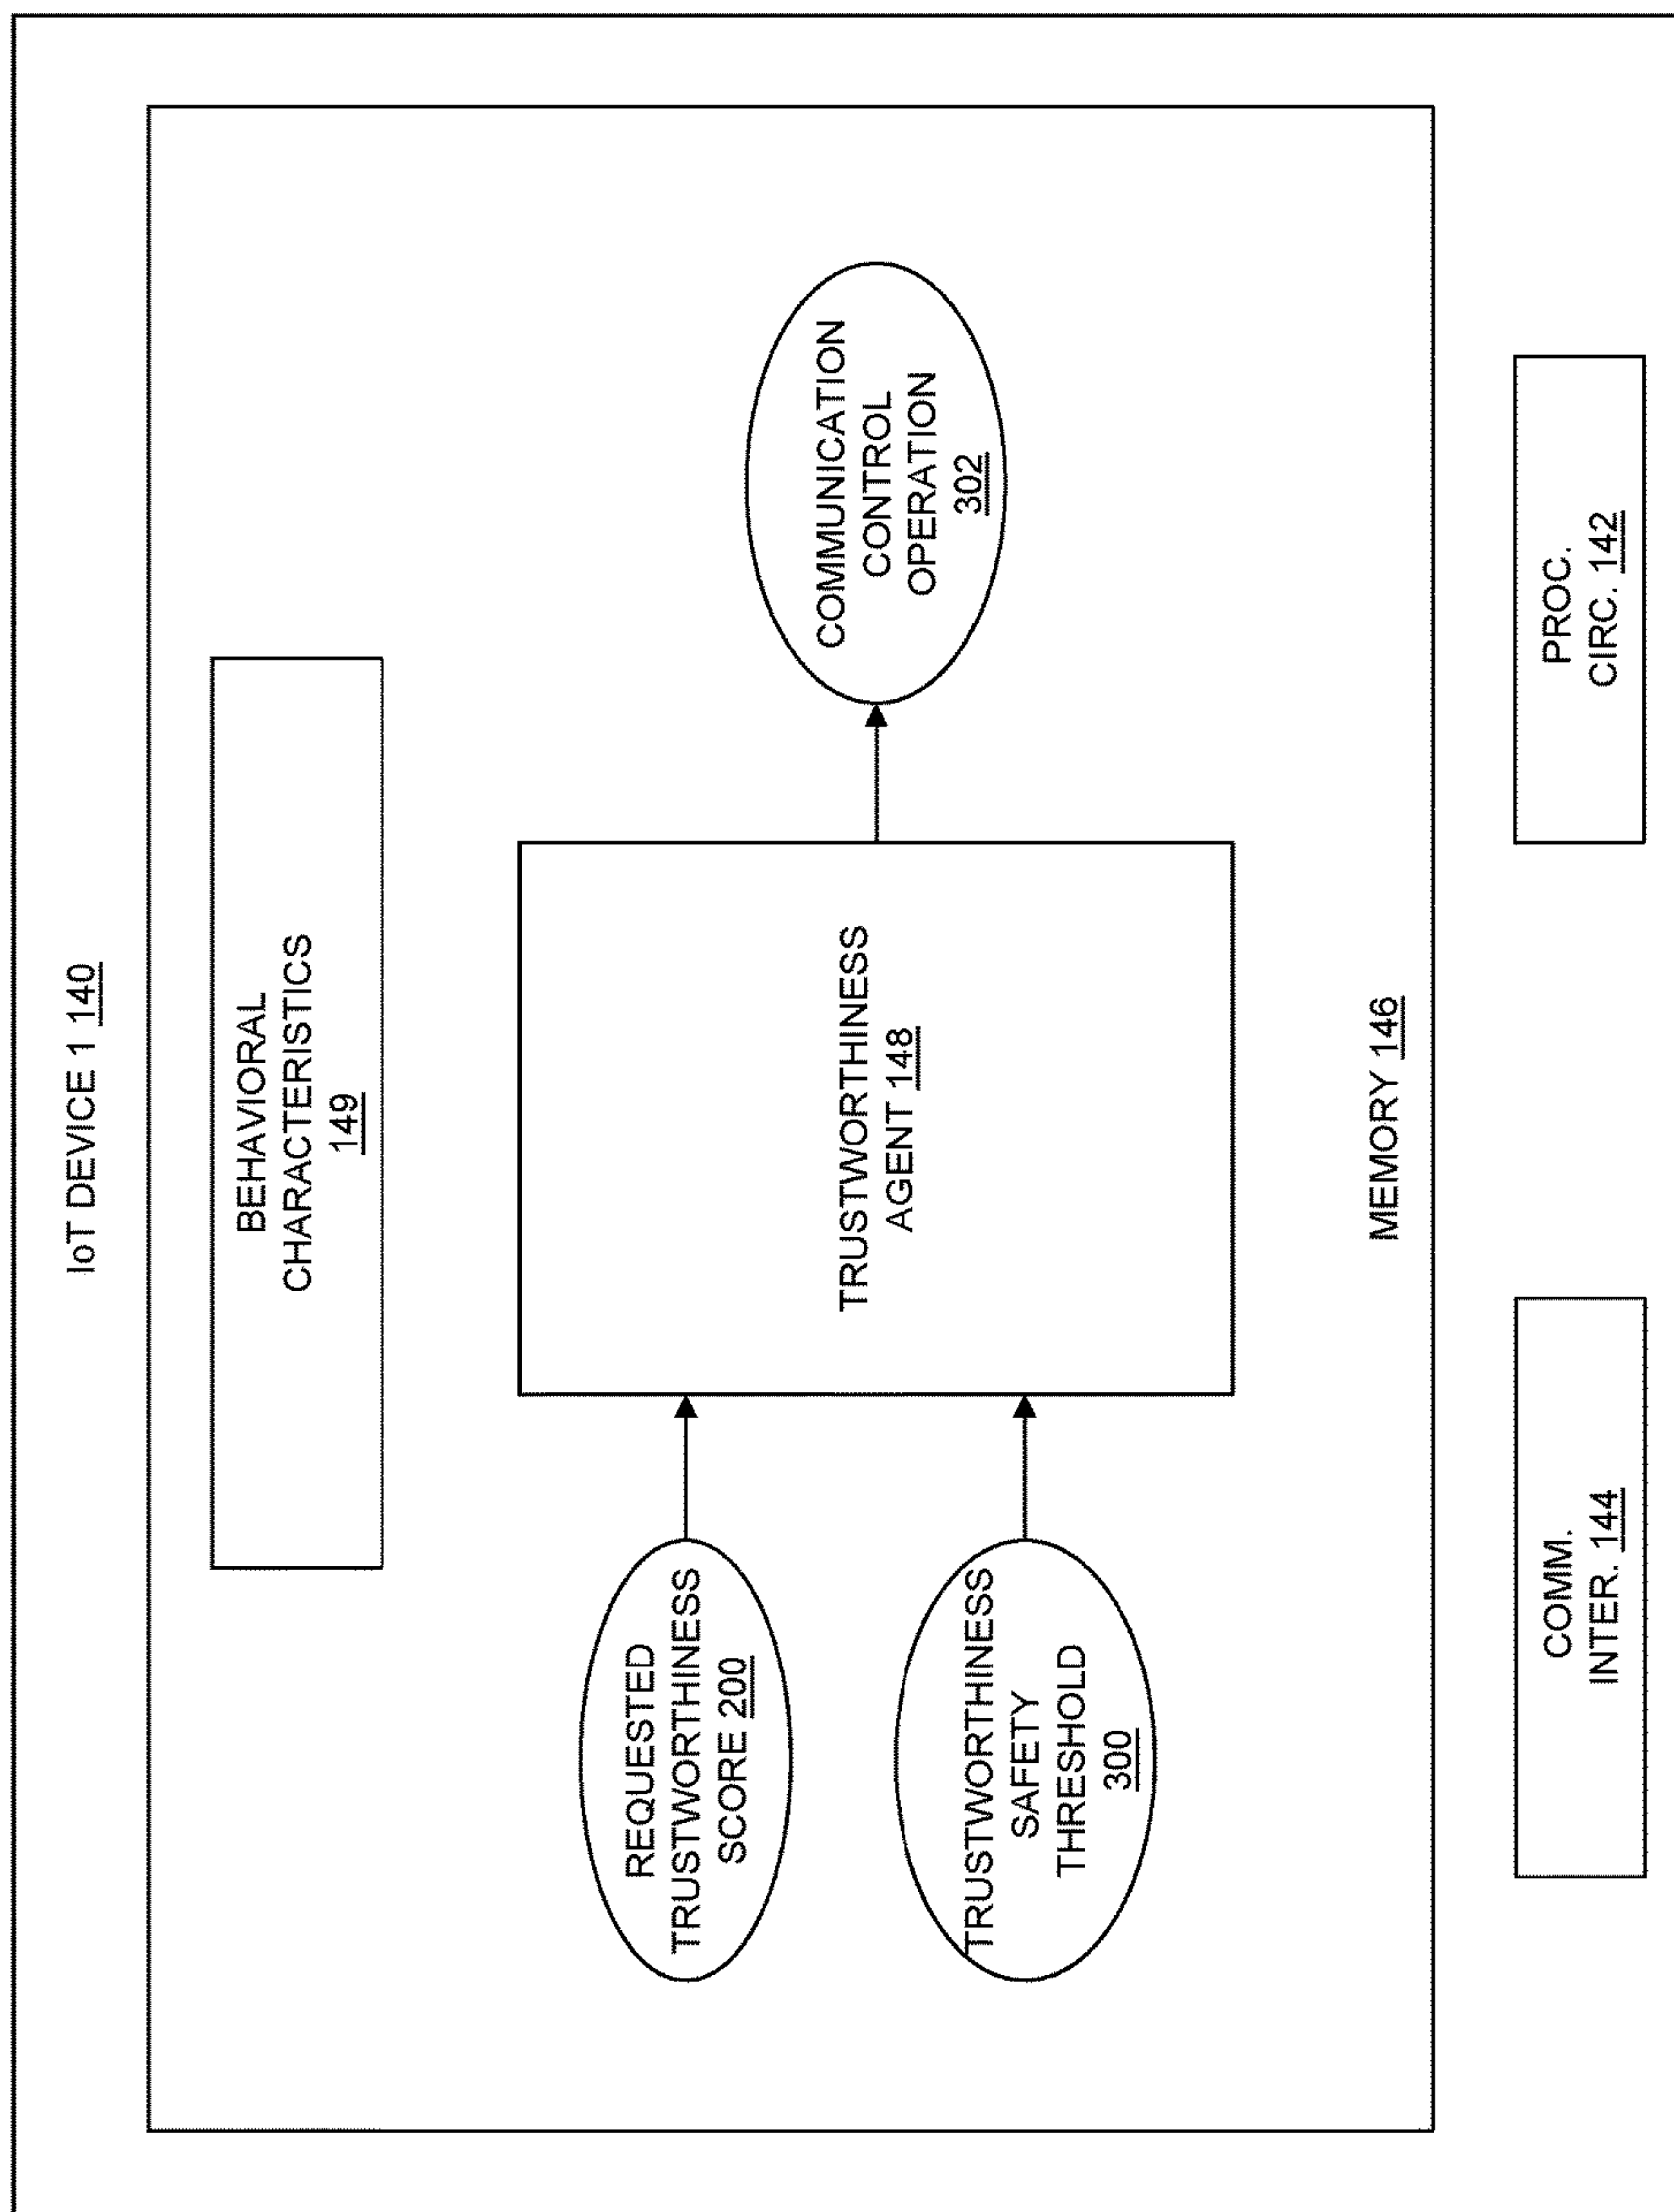 IoT DEVICE 1 140
BEHAVIORAL
CHARACTERISTICS
149
REQUESTED
TRUSTWORTHINESS
SCORE 200
TRUSTWORTHINESS
SAFETY
THRESHOLD
300
TRUSTWORTHINESS
AGENT 148
COMMUNICATION
CONTROL
OPERATION
302
MEMORY 146
COMM.
INTER. 144
PROC.
CIRC. 142